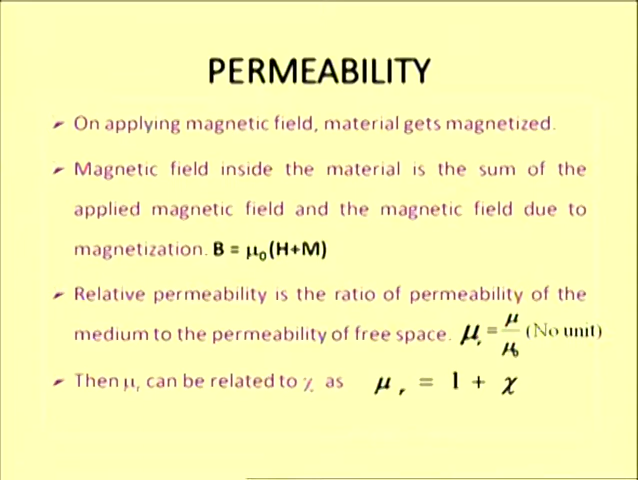 PERMEABILITY
➢ On applying magnetic field, material gets magnetized.
➢ Magnetic field inside the material is the sum of the
applied magnetic field and the magnetic field due to
magnetization. B = μ₀(H+M)
➢ Relative permeability is the ratio of permeability of the
medium to the permeability of free space. μᵣ = μ/μ₀ (No unit)
➢ Then μᵣ can be related to χ as μ ᵣ = 1 + χ